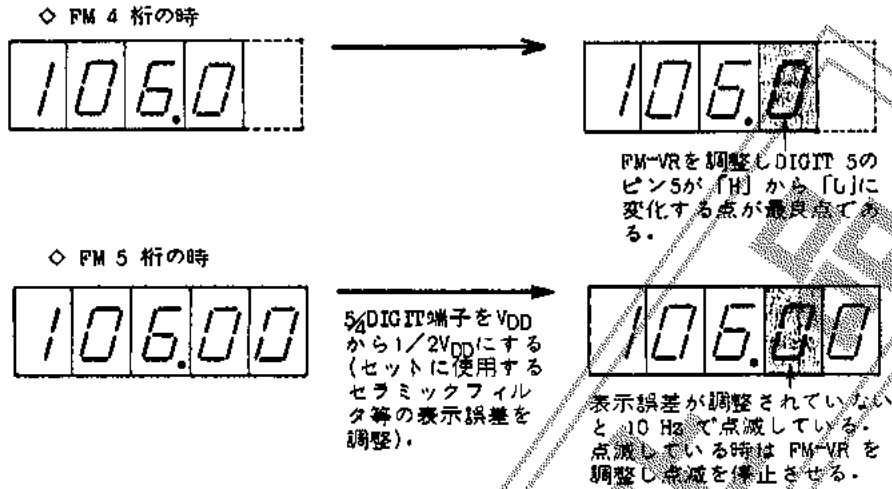 ◇ FM 4 桁の時
106.0
106.0
FM-VRを調整しDIGIT 5の
ピン5が「H」から「L」に
変化する点が最良点であ
る。
◇ FM 5 桁の時
106.00
5/4DIGIT端子をVDD
から1/2VDDにする
(セットに使用する
セラミックフィル
タ等の表示誤差を
調整)。
106.00
表示誤差が調整されていない
と 10 Hz で点滅している。
点滅している時は FM-VR を
調整し点滅を停止させる。